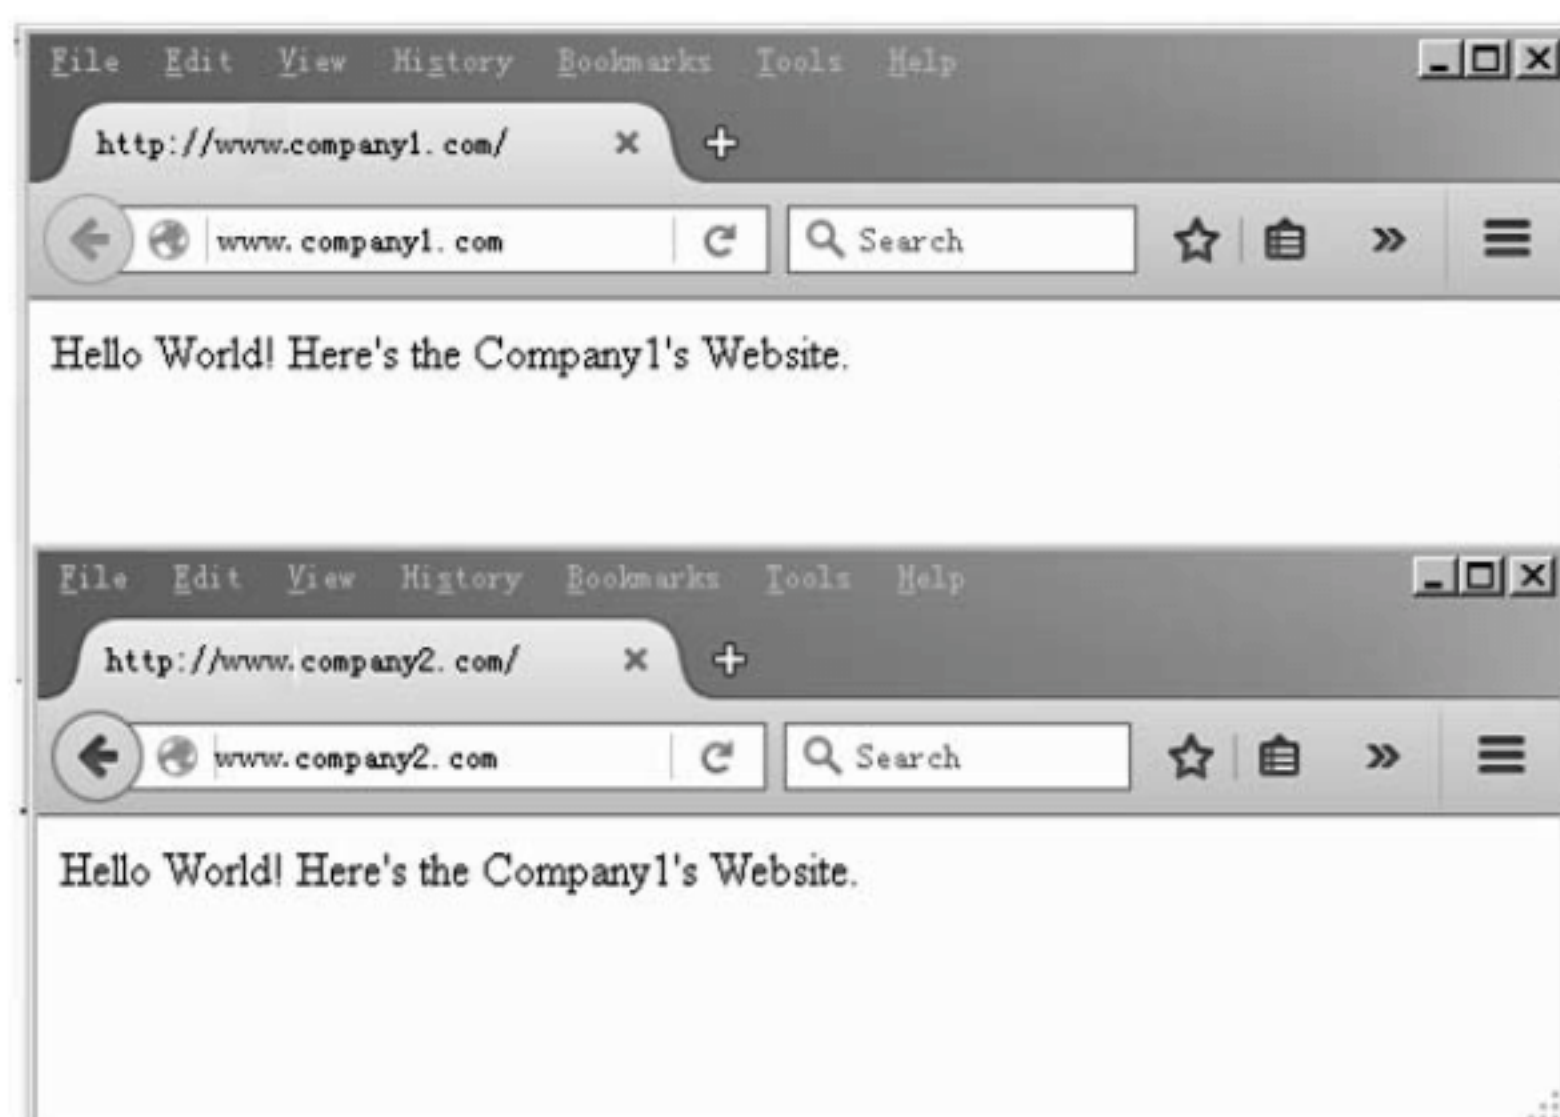 File Edit View History Bookmarks Tools Help
http://www.company1.com/
www.company1.com Search
Hello World! Here's the Company1's Website.
File Edit View History Bookmarks Tools Help
http://www.company2.com/
www.company2.com Search
Hello World! Here's the Company1's Website.